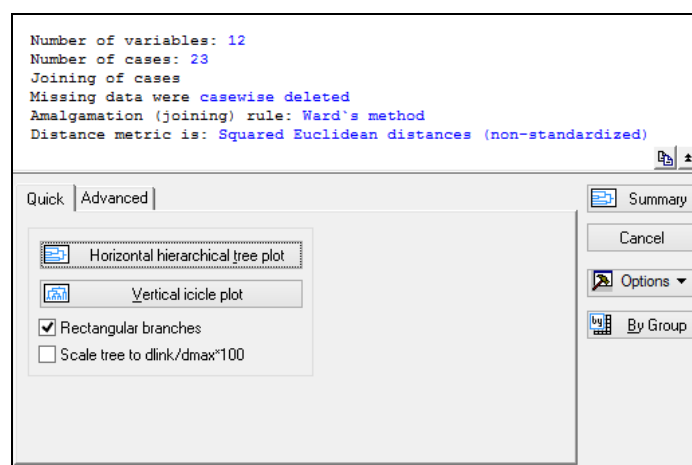 Number of variables: 12
Number of cases: 23
Joining of cases
Missing data were casewise deleted
Amalgamation (joining) rule: Ward`s method
Distance metric is: Squared Euclidean distances (non-standardized)
Quick
Advanced
Summary
Horizontal hierarchical tree plot
Cancel
Vertical icicle plot
Options
Rectangular branches
by
By Group
Scale tree to dlink/dmax*100